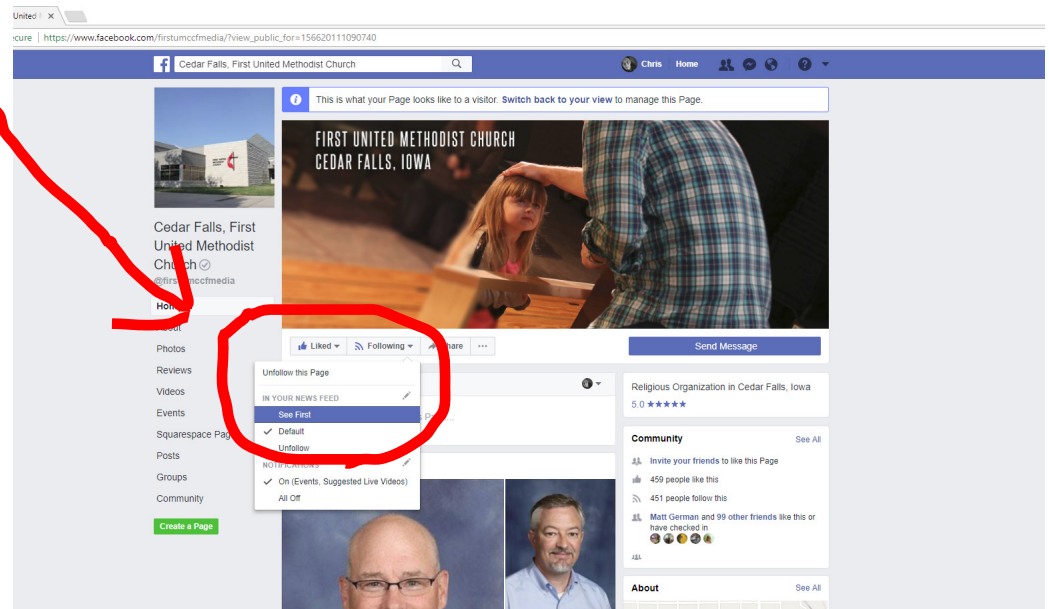 United
cure | https://www.facebook.com/firstumccfmedia/?view_public_for=156620111090740
Cedar Falls, First United Methodist Church
Chris Home
This is what your Page looks like to a visitor. Switch back to your view to manage this Page.
FIRST UNITED METHODIST CHURCH
CEDAR FALLS, IOWA
Cedar Falls, First
United Methodist
Church
@firstumccfmedia
Home
About
Photos
Reviews
Videos
Events
Squarespace Pag
Posts
Groups
Community
Create a Page
Liked Following Share ...
Send Message
Unfollow this Page
IN YOUR NEWS FEED
See First
Default
Unfollow
NOTIFICATIONS
On (Events, Suggested Live Videos)
All Off
Religious Organization in Cedar Falls, Iowa
5.0 ★★★★★
Community See All
Invite your friends to like this Page
459 people like this
451 people follow this
Matt German and 99 other friends like this or
have checked in
About See All